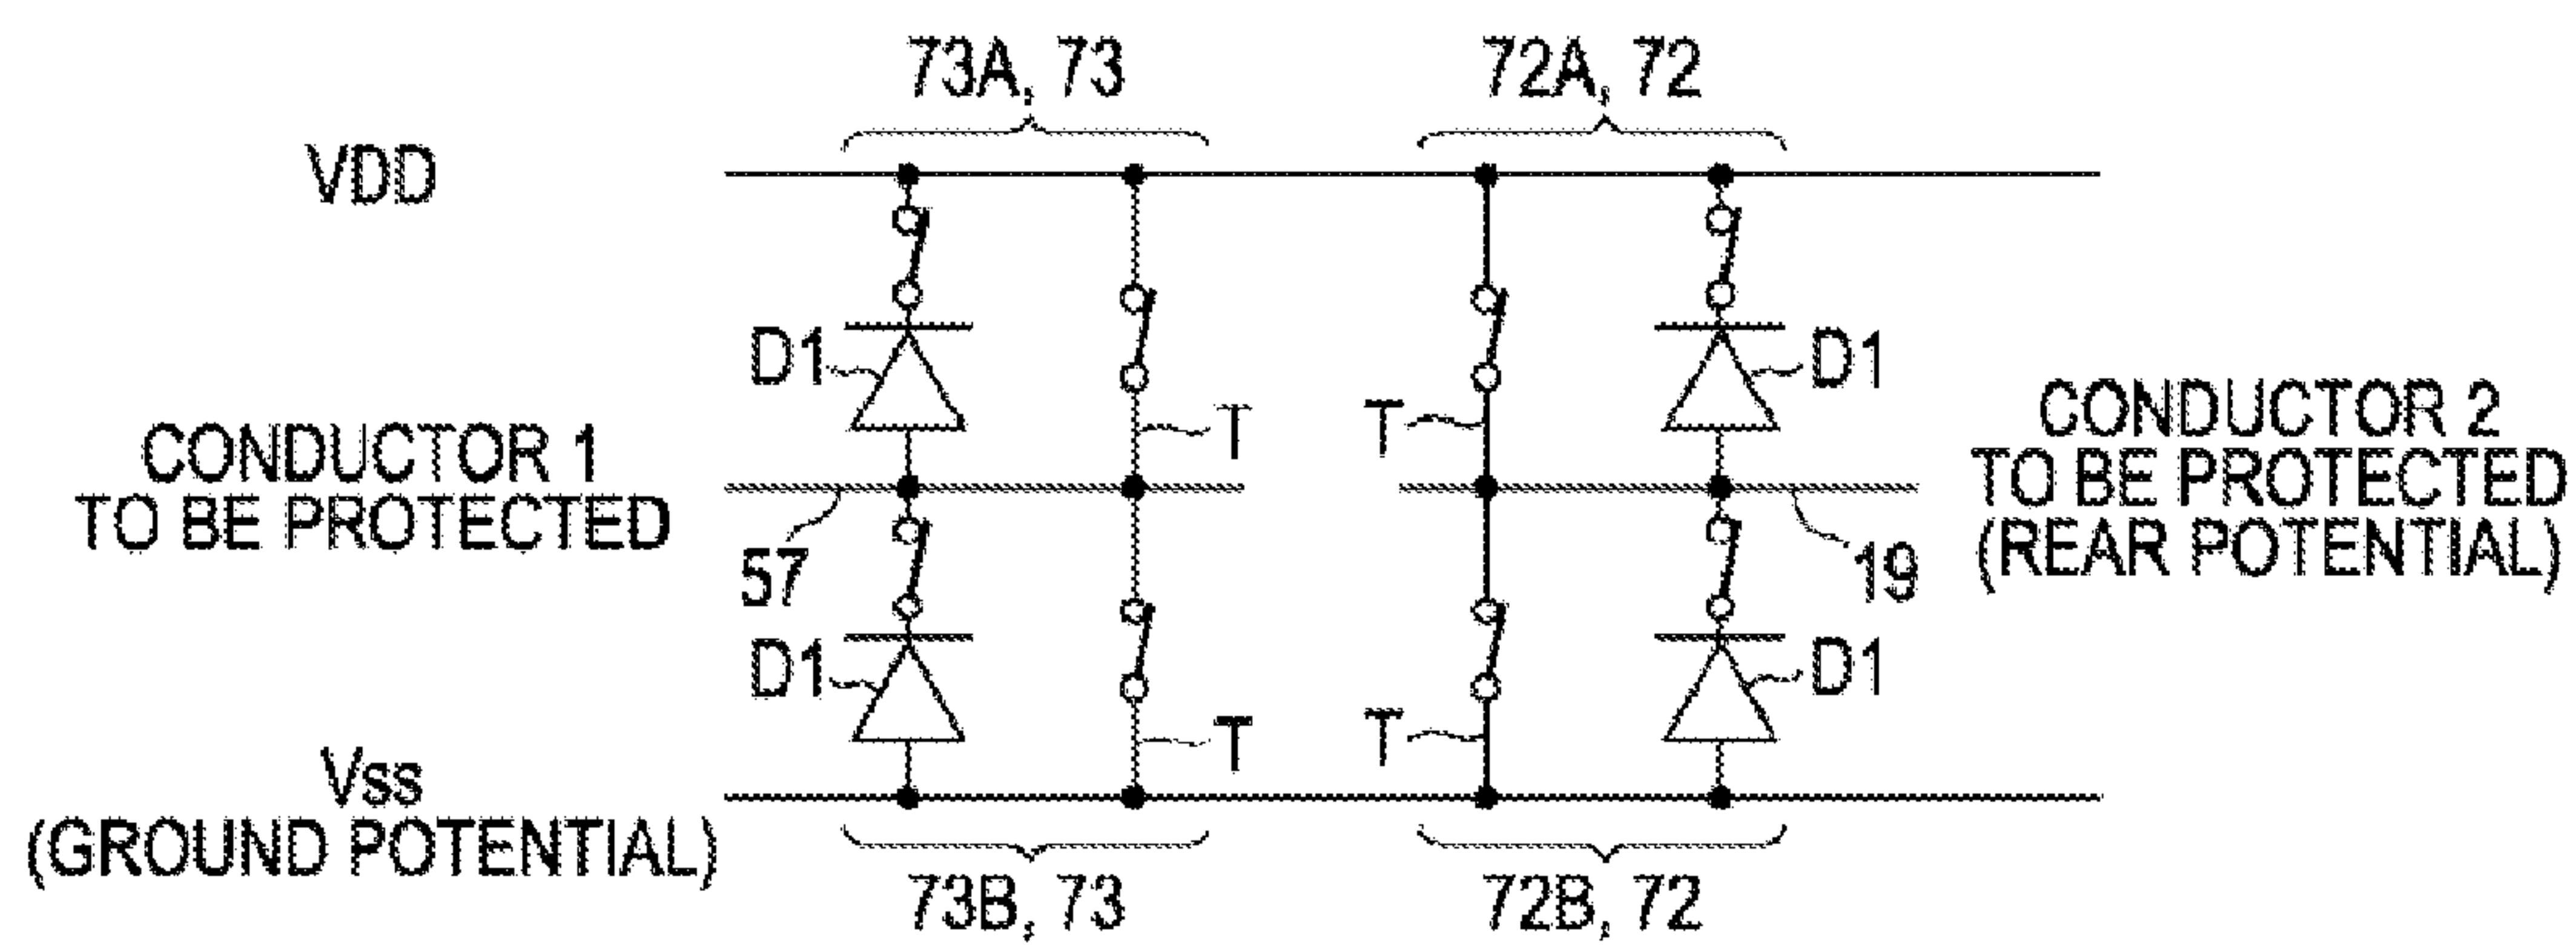 73A, 73
72A, 72
VDD
D1
D1
T
T
CONDUCTOR 1
TO BE PROTECTED
CONDUCTOR 2
TO BE PROTECTED
(REAR POTENTIAL)
57
19
D1
D1
T
T
Vss
(GROUND POTENTIAL)
73B, 73
72B, 72